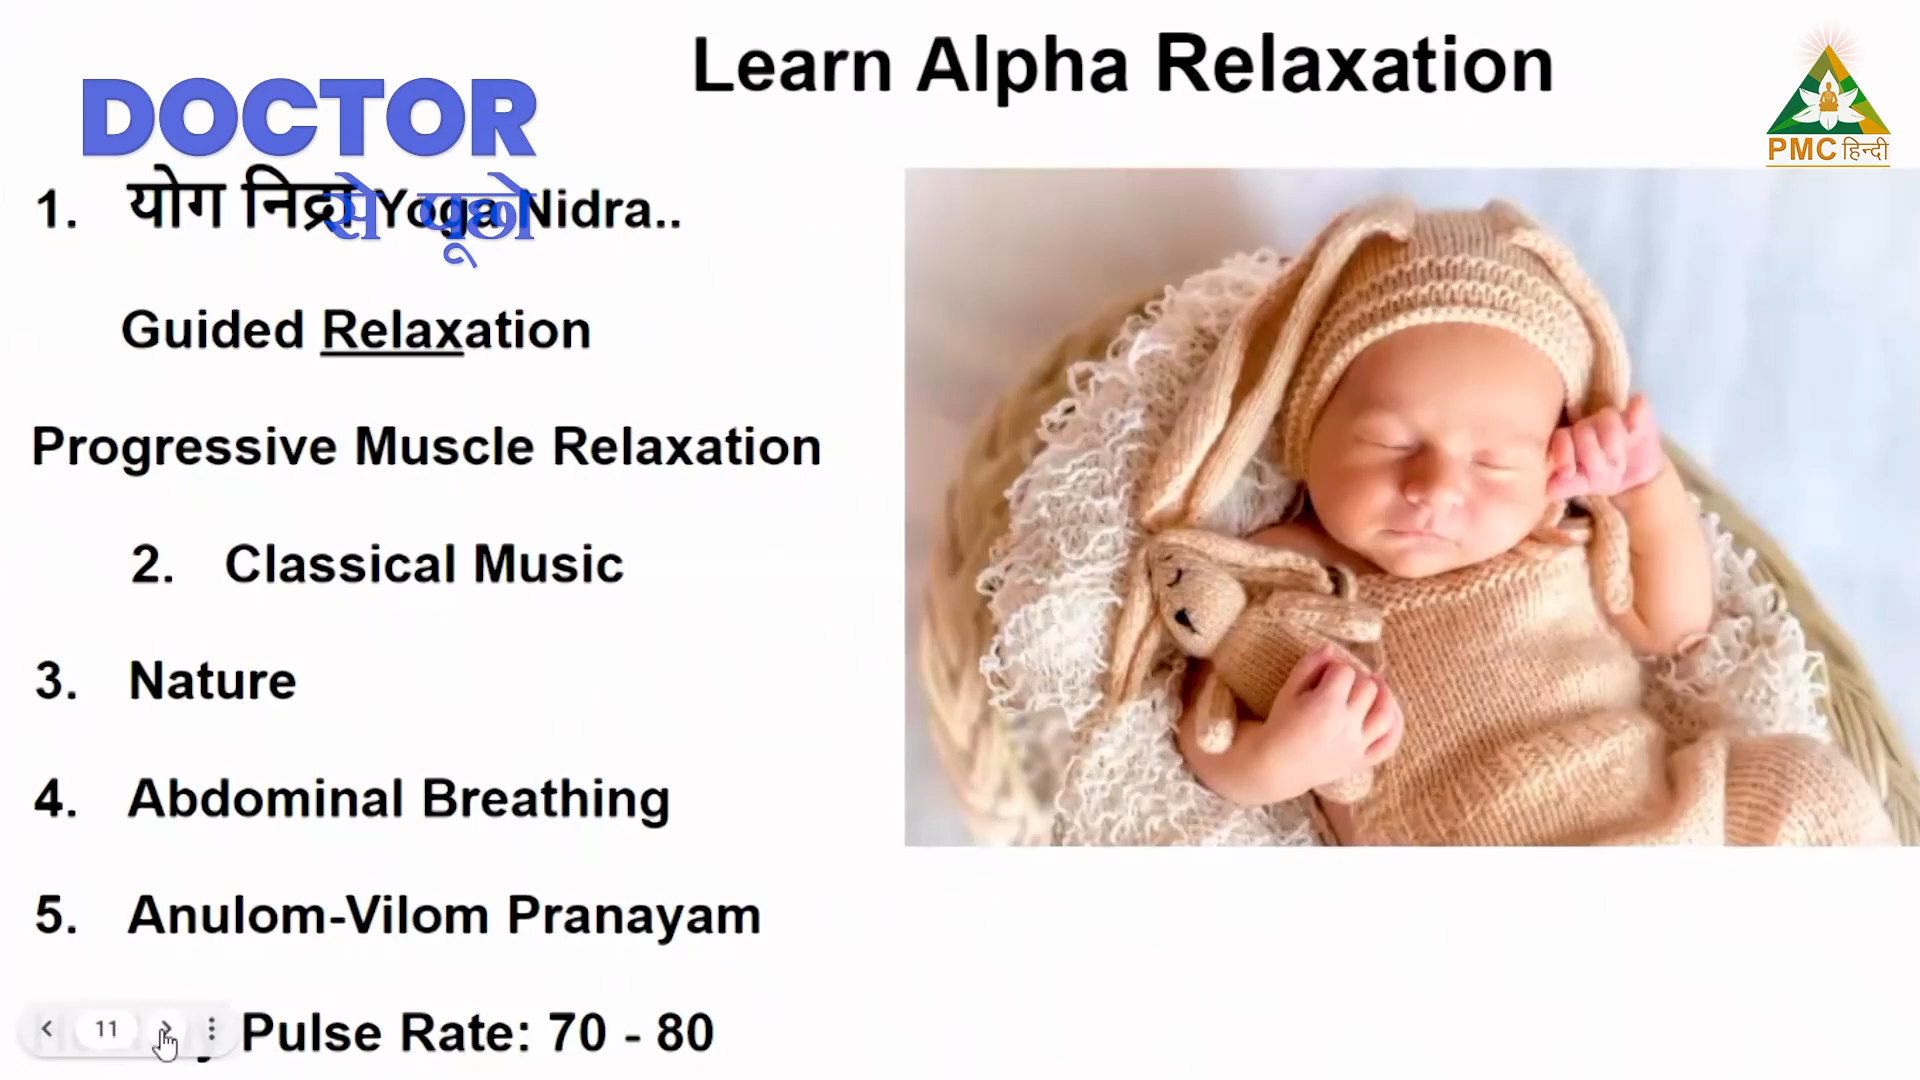 Learn Alpha Relaxation
DOCTOR
से पूछो
PMC हिन्दी
1. योग निद्रा Yoga Nidra..
Guided Relaxation
Progressive Muscle Relaxation
2. Classical Music
3. Nature
4. Abdominal Breathing
5. Anulom-Vilom Pranayam
Pulse Rate: 70 - 80
11